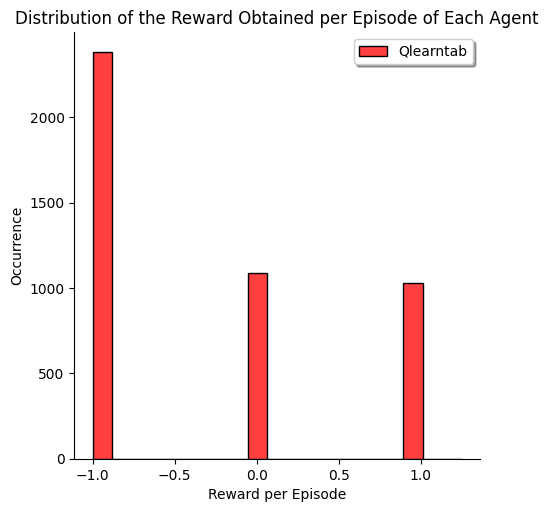 Distribution of the Reward Obtained per Episode of Each Agent
Qlearntab
2000
1500
1000
500
0
Occurrence
−1.0 −0.5 0.0 0.5 1.0
Reward per Episode